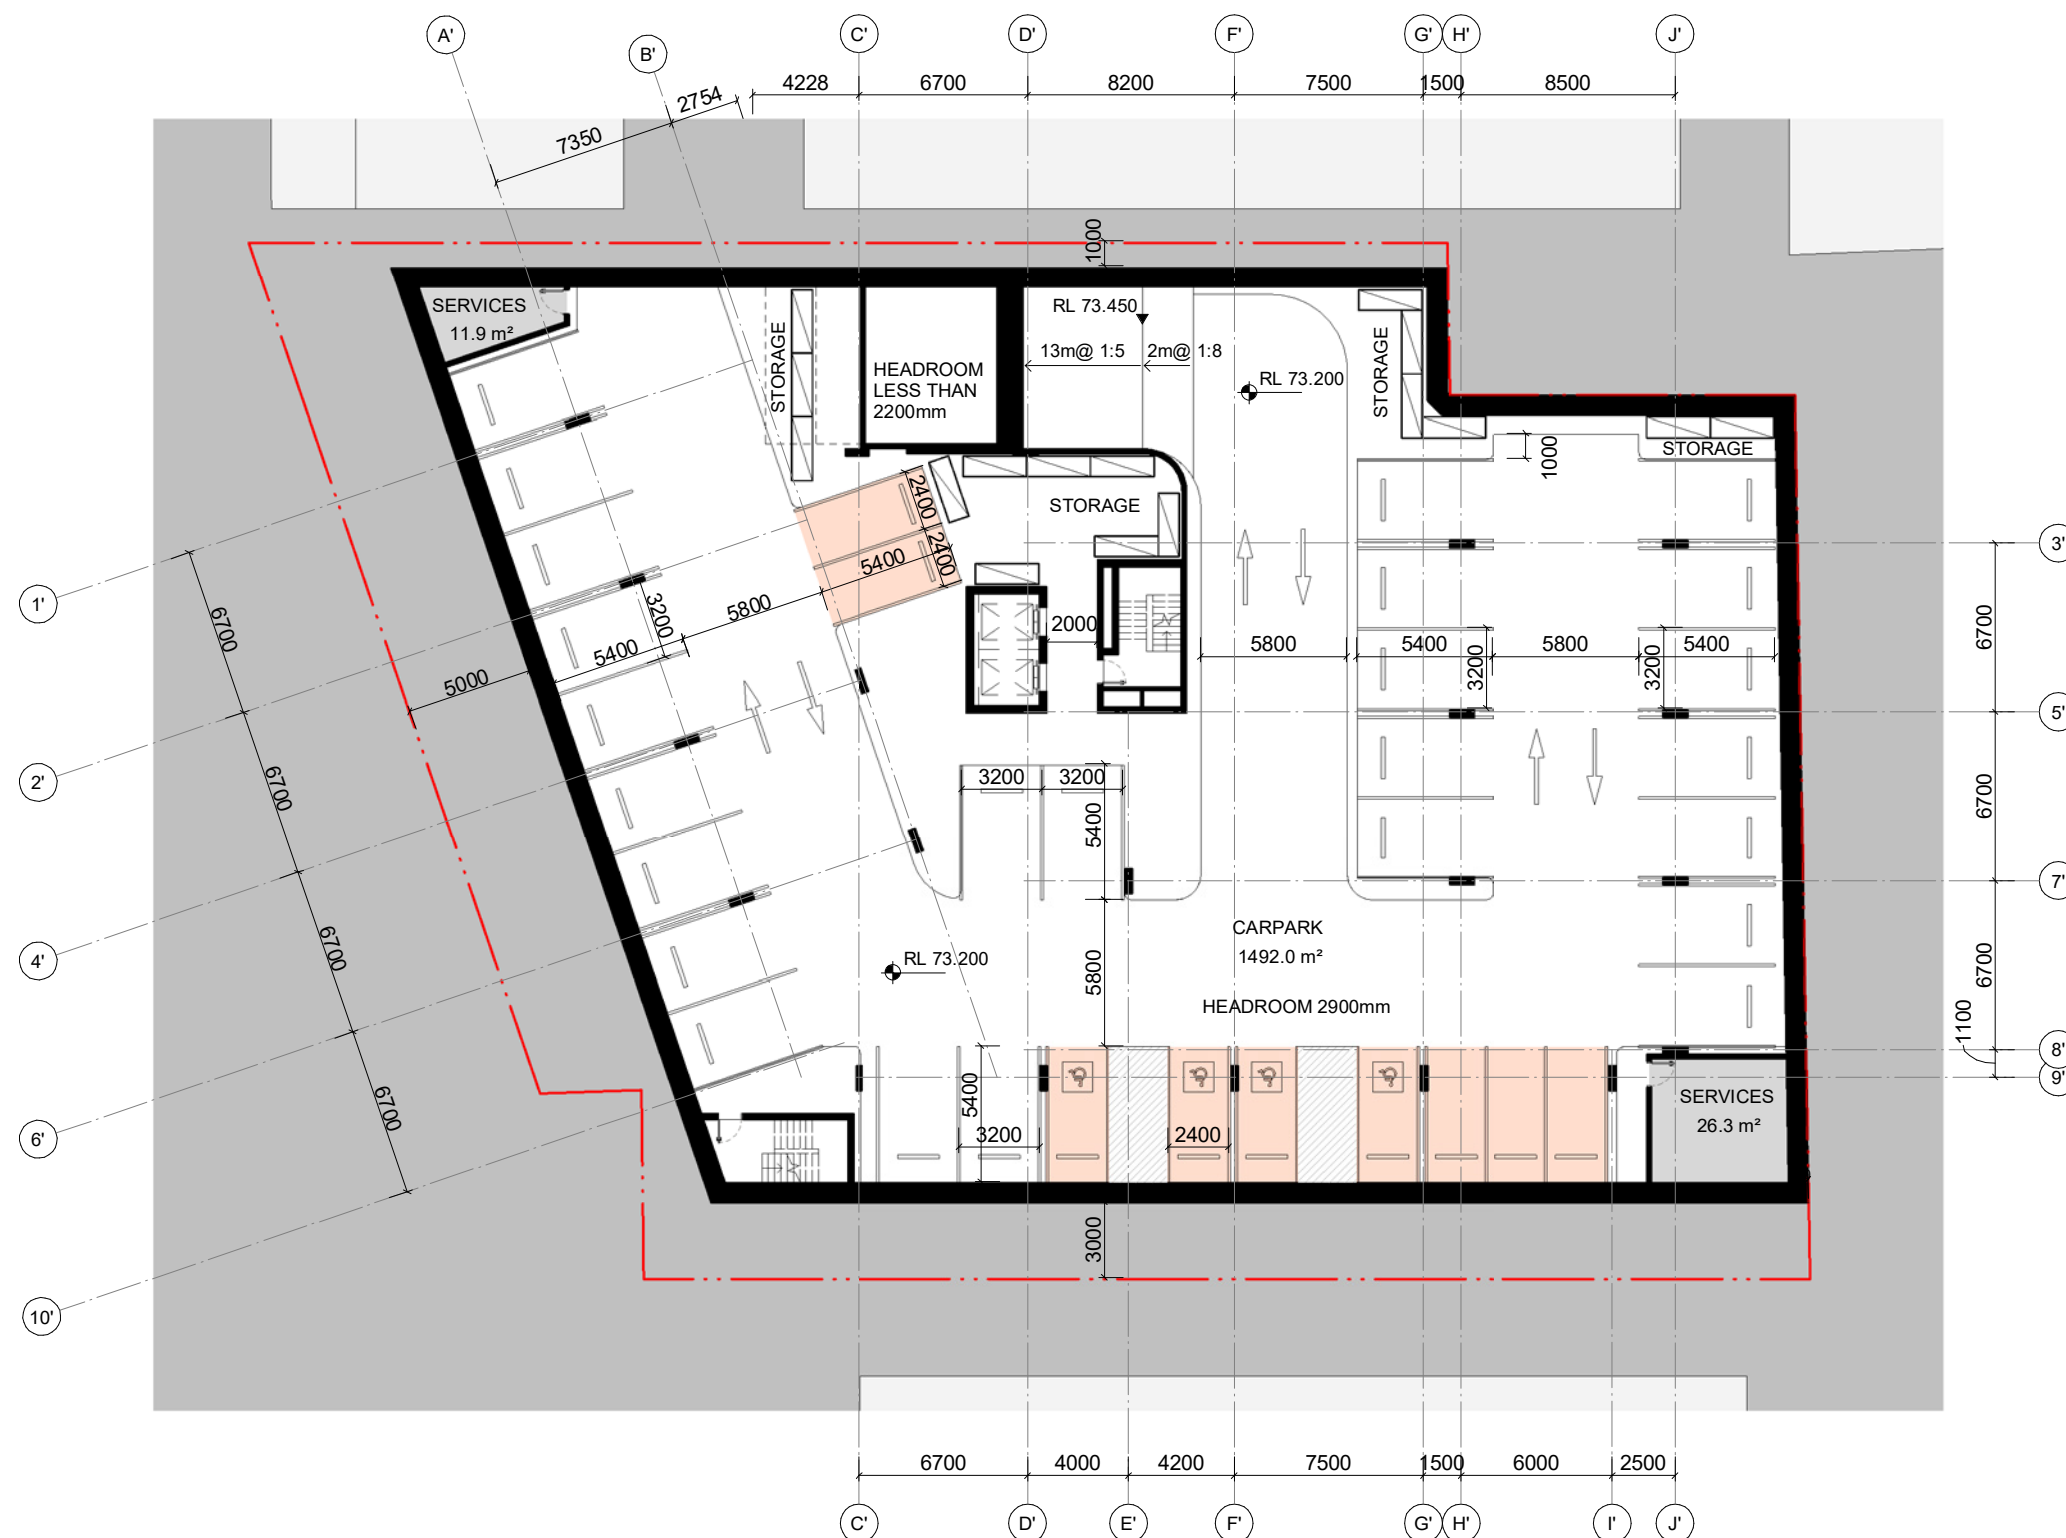 A'
B'
C'
D'
F'
G'
H'
J'
4228
6700
8200
7500
1500
8500
2754
7350
1000
SERVICES
11.9 m²
STORAGE
HEADROOM
LESS THAN
2200mm
RL 73.450
13m@ 1:5
2m@ 1:8
RL 73.200
STORAGE
STORAGE
1000
STORAGE
2400
2400
5400
3'
1'
6700
3200
5800
5400
5000
2000
5800
5400
3200
5800
3200
5400
6700
5'
2'
6700
3200
3200
5400
6700
7'
4'
6700
CARPARK
1492.0 m²
RL 73.200
5800
HEADROOM 2900mm
6700
1100
8'
9'
6'
6700
5400
3200
2400
SERVICES
26.3 m²
3000
10'
6700
4000
4200
7500
1500
6000
2500
C'
D'
E'
F'
G'
H'
I'
J'